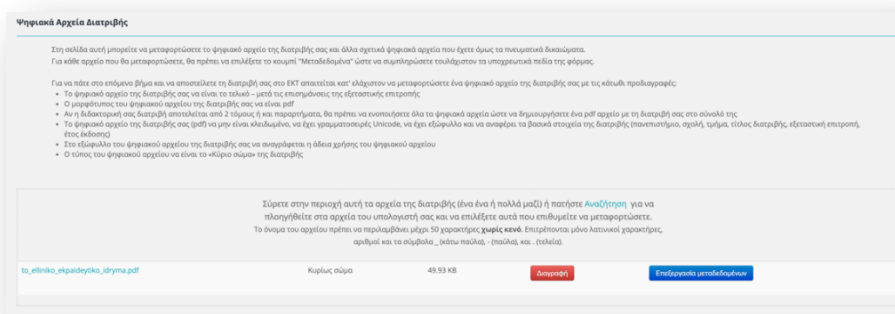 Ψηφιακά Αρχεία Διατριβής
Στη σελίδα αυτή μπορείτε να μεταφορτώσετε το ψηφιακό αρχείο της διατριβής σας και άλλα σχετικά ψηφιακά αρχεία που έχετε όμως τα πνευματικά δικαιώματα.
Για κάθε αρχείο που θα μεταφορτώσετε, θα πρέπει να επιλέξετε το κουμπί "Μεταδεδομένα" ώστε να συμπληρώσετε τουλάχιστον τα υποχρεωτικά πεδία της φόρμας.
Για να πάτε στο επόμενο βήμα και να αποστείλετε τη διατριβή σας στο ΕΚΤ απαιτείται κατ' ελάχιστον να μεταφορτώσετε ένα ψηφιακό αρχείο της διατριβής σας με τις κάτωθι προδιαγραφές:
• Το ψηφιακό αρχείο της διατριβής σας να είναι το τελικό – μετά τις επισημάνσεις της εξεταστικής επιτροπής
• Ο μορφότυπος του ψηφιακού αρχείου της διατριβής σας να είναι pdf
• Αν η διδακτορική σας διατριβή αποτελείται από 2 τόμους ή και παραρτήματα, θα πρέπει να ενοποιήσετε όλα τα ψηφιακά αρχεία ώστε να δημιουργήσετε ένα pdf αρχείο με τη διατριβή σας στο σύνολό της
• Το ψηφιακό αρχείο της διατριβής σας (pdf) να μην είναι κλειδωμένο, να έχει γραμματοσειρές Unicode, να έχει εξώφυλλο και να αναφέρει τα βασικά στοιχεία της διατριβής (πανεπιστήμιο, σχολή, τμήμα, τίτλος διατριβής, εξεταστική επιτροπή,
έτος έκδοσης)
• Στο εξώφυλλο του ψηφιακού αρχείου της διατριβής σας να αναγράφεται η άδεια χρήσης του ψηφιακού αρχείου
• Ο τύπος του ψηφιακού αρχείου να είναι το «Κύριο σώμα» της διατριβής
Σύρετε στην περιοχή αυτή τα αρχεία της διατριβής (ένα ένα ή πολλά μαζί) ή πατήστε Αναζήτηση για να
πλοηγηθείτε στα αρχεία του υπολογιστή σας και να επιλέξετε αυτά που επιθυμείτε να μεταφορτώσετε.
Το όνομα του αρχείου πρέπει να περιλαμβάνει μέχρι 50 χαρακτήρες χωρίς κενό. Επιτρέπονται μόνο λατινικοί χαρακτήρες,
αριθμοί και τα σύμβολα _ (κάτω παύλα), - (παύλα), και . (τελεία).
to_elliniko_ekpaideytiko_idryma.pdf Κυρίως σώμα 49.93 KB Διαγραφή Επεξεργασία μεταδεδομένων